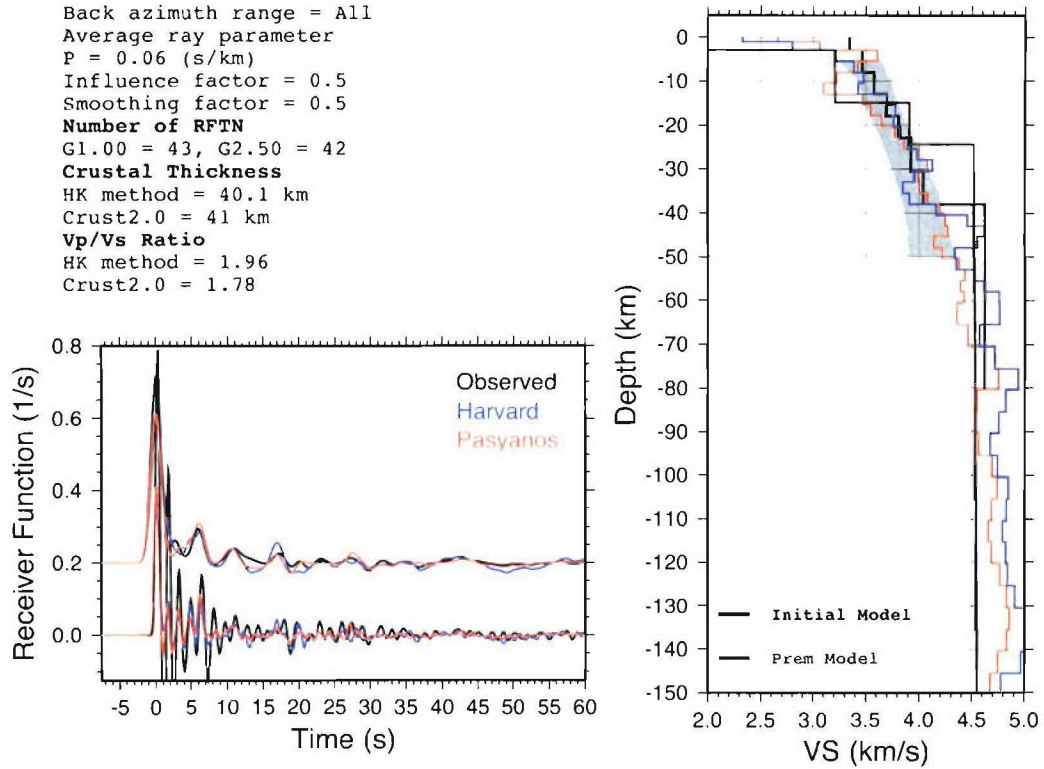 Back azimuth range = All
Average ray parameter
P = 0.06 (s/km)
Influence factor = 0.5
Smoothing factor = 0.5
Number of RFTN
G1.00 = 43, G2.50 = 42
Crustal Thickness
HK method = 40.1 km
Crust2.0 = 41 km
Vp/Vs Ratio
HK method = 1.96
Crust2.0 = 1.78
Receiver Function (1/s)
0.8
0.6
0.4
0.2
0.0
Observed
Harvard
Pasyanos
-5 0 5 10 15 20 25 30 35 40 45 50 55 60
Time (s)
Depth (km)
0
-10
-20
-30
-40
-50
-60
-70
-80
-90
-100
-110
-120
-130
-140
-150
Initial Model
Prem Model
2.0 2.5 3.0 3.5 4.0 4.5 5.0
VS (km/s)